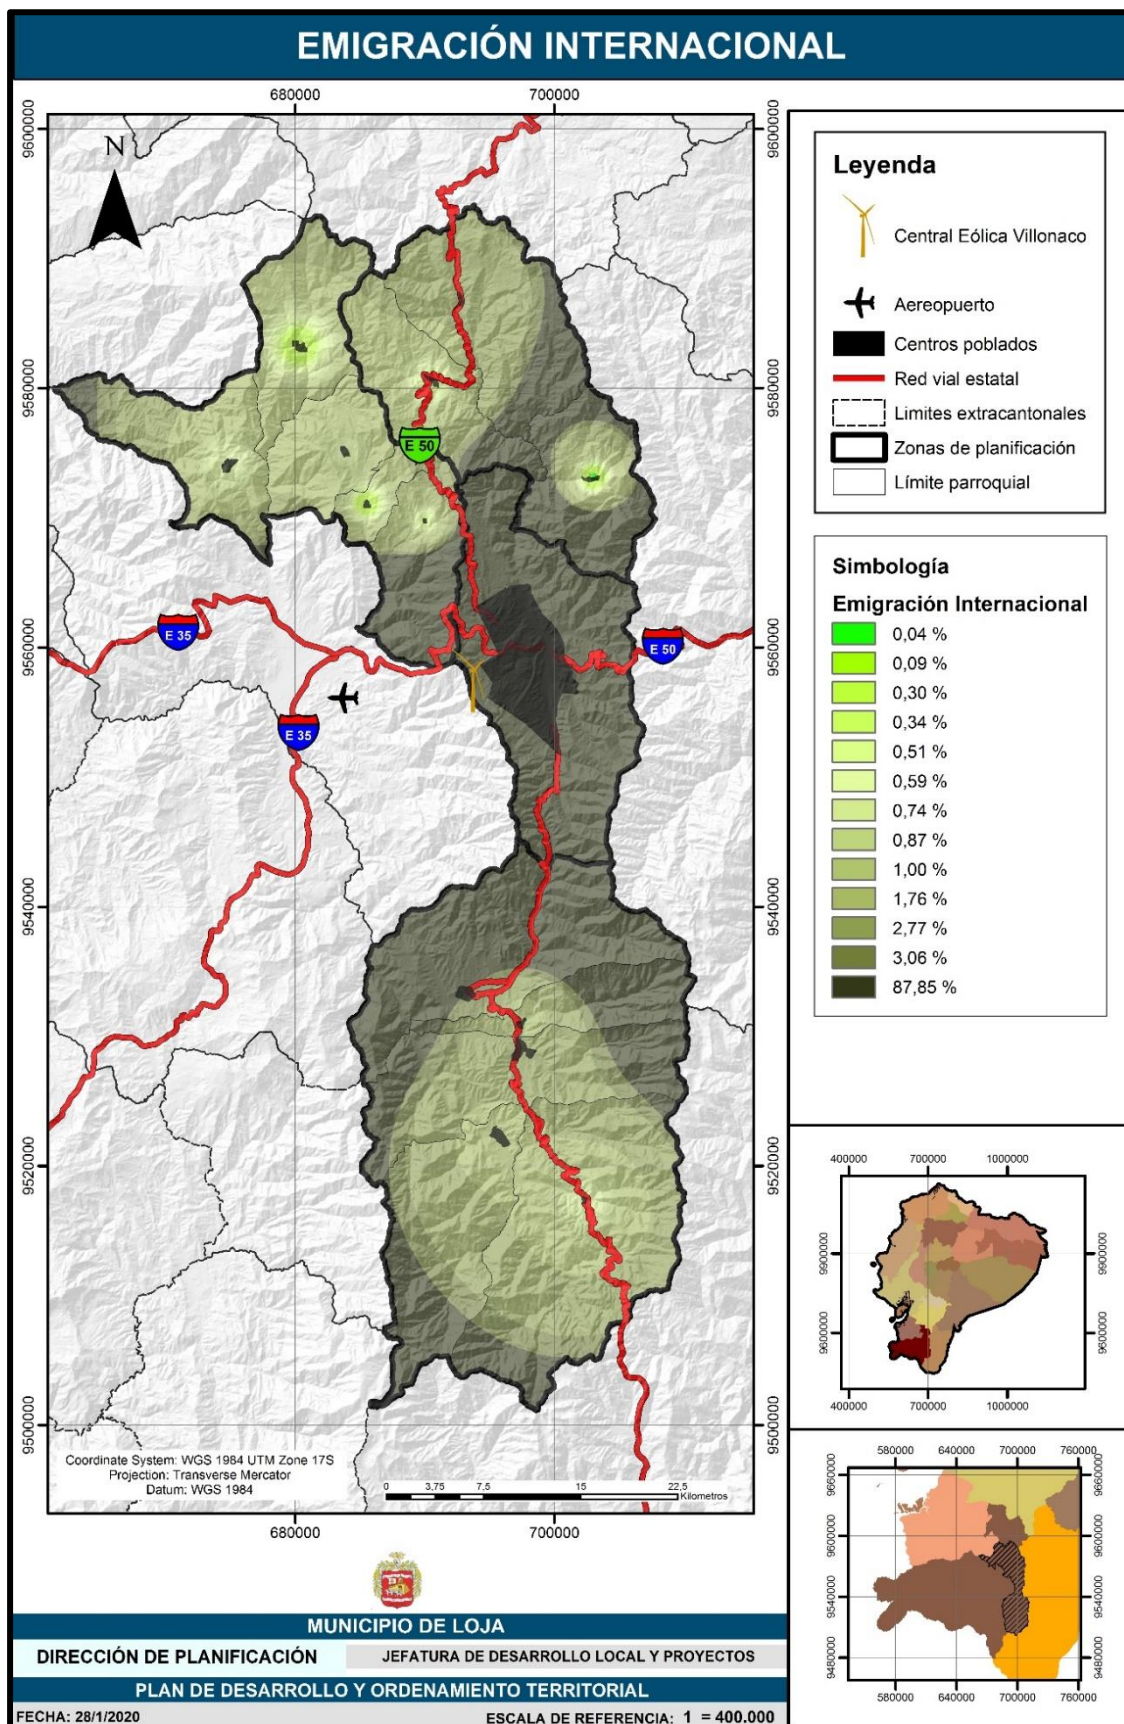 EMIGRACIÓN INTERNACIONAL
680000 700000
9600000 9600000
N
9580000 9580000
E 50
E 35
E 50
9560000 9560000
E 35
9540000 9540000
9520000 9520000
9500000 9500000
Coordinate System: WGS 1984 UTM Zone 17S
Projection: Transverse Mercator
Datum: WGS 1984
0 3,75 7,5 15 22,5
Kilometros
680000 700000
Leyenda
Central Eólica Villonaco
Aereopuerto
Centros poblados
Red vial estatal
Limites extracantonales
Zonas de planificación
Límite parroquial
Simbología
Emigración Internacional
0,04 %
0,09 %
0,30 %
0,34 %
0,51 %
0,59 %
0,74 %
0,87 %
1,00 %
1,76 %
2,77 %
3,06 %
87,85 %
400000 700000 1000000
9900000 9900000
9600000 9600000
400000 700000 1000000
580000 640000 700000 760000
9660000 9660000
9600000 9600000
9540000 9540000
9480000 9480000
580000 640000 700000 760000
MUNICIPIO DE LOJA
DIRECCIÓN DE PLANIFICACIÓN
JEFATURA DE DESARROLLO LOCAL Y PROYECTOS
PLAN DE DESARROLLO Y ORDENAMIENTO TERRITORIAL
FECHA: 28/1/2020
ESCALA DE REFERENCIA: 1 = 400.000